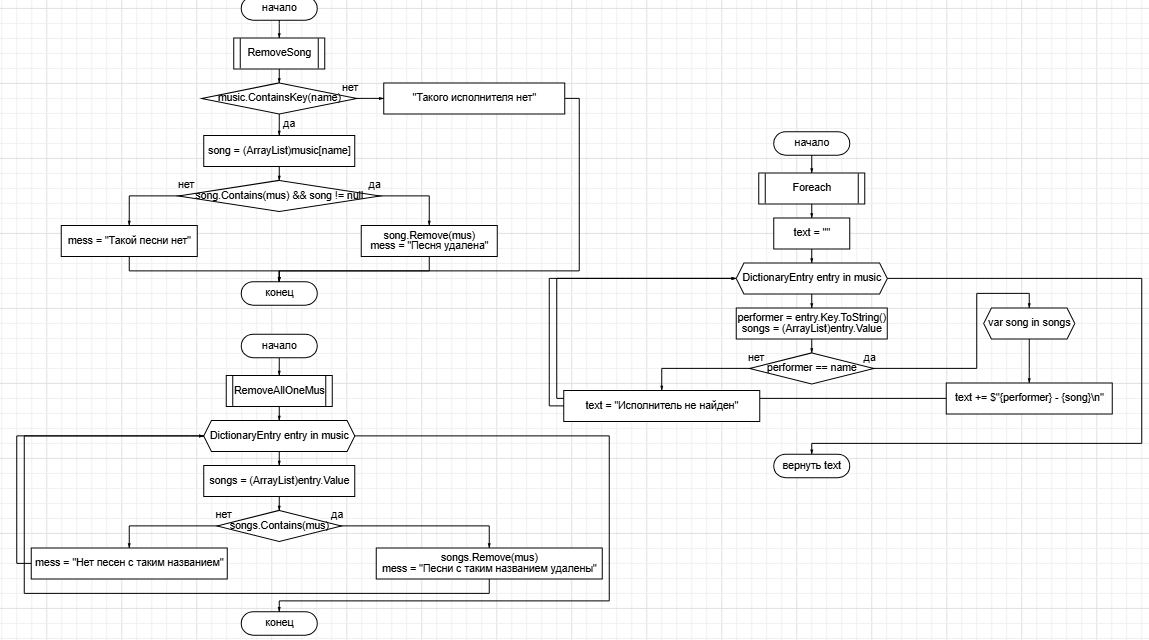 начало
RemoveSong
music.ContainsKey(name)
нет
"Такого исполнителя нет"
да
song = (ArrayList)music[name]
нет
song.Contains(mus) && song != null
да
mess = "Такой песни нет"
song.Remove(mus)
mess = "Песня удалена"
конец
начало
RemoveAllOneMus
DictionaryEntry entry in music
songs = (ArrayList)entry.Value
нет
songs.Contains(mus)
да
mess = "Нет песен с таким названием"
songs.Remove(mus)
mess = "Песни с таким названием удалены"
конец
начало
Foreach
text = ""
DictionaryEntry entry in music
performer = entry.Key.ToString()
songs = (ArrayList)entry.Value
var song in songs
нет
performer == name
да
text = "Исполнитель не найден"
text += $"{performer} - {song}\n"
вернуть text